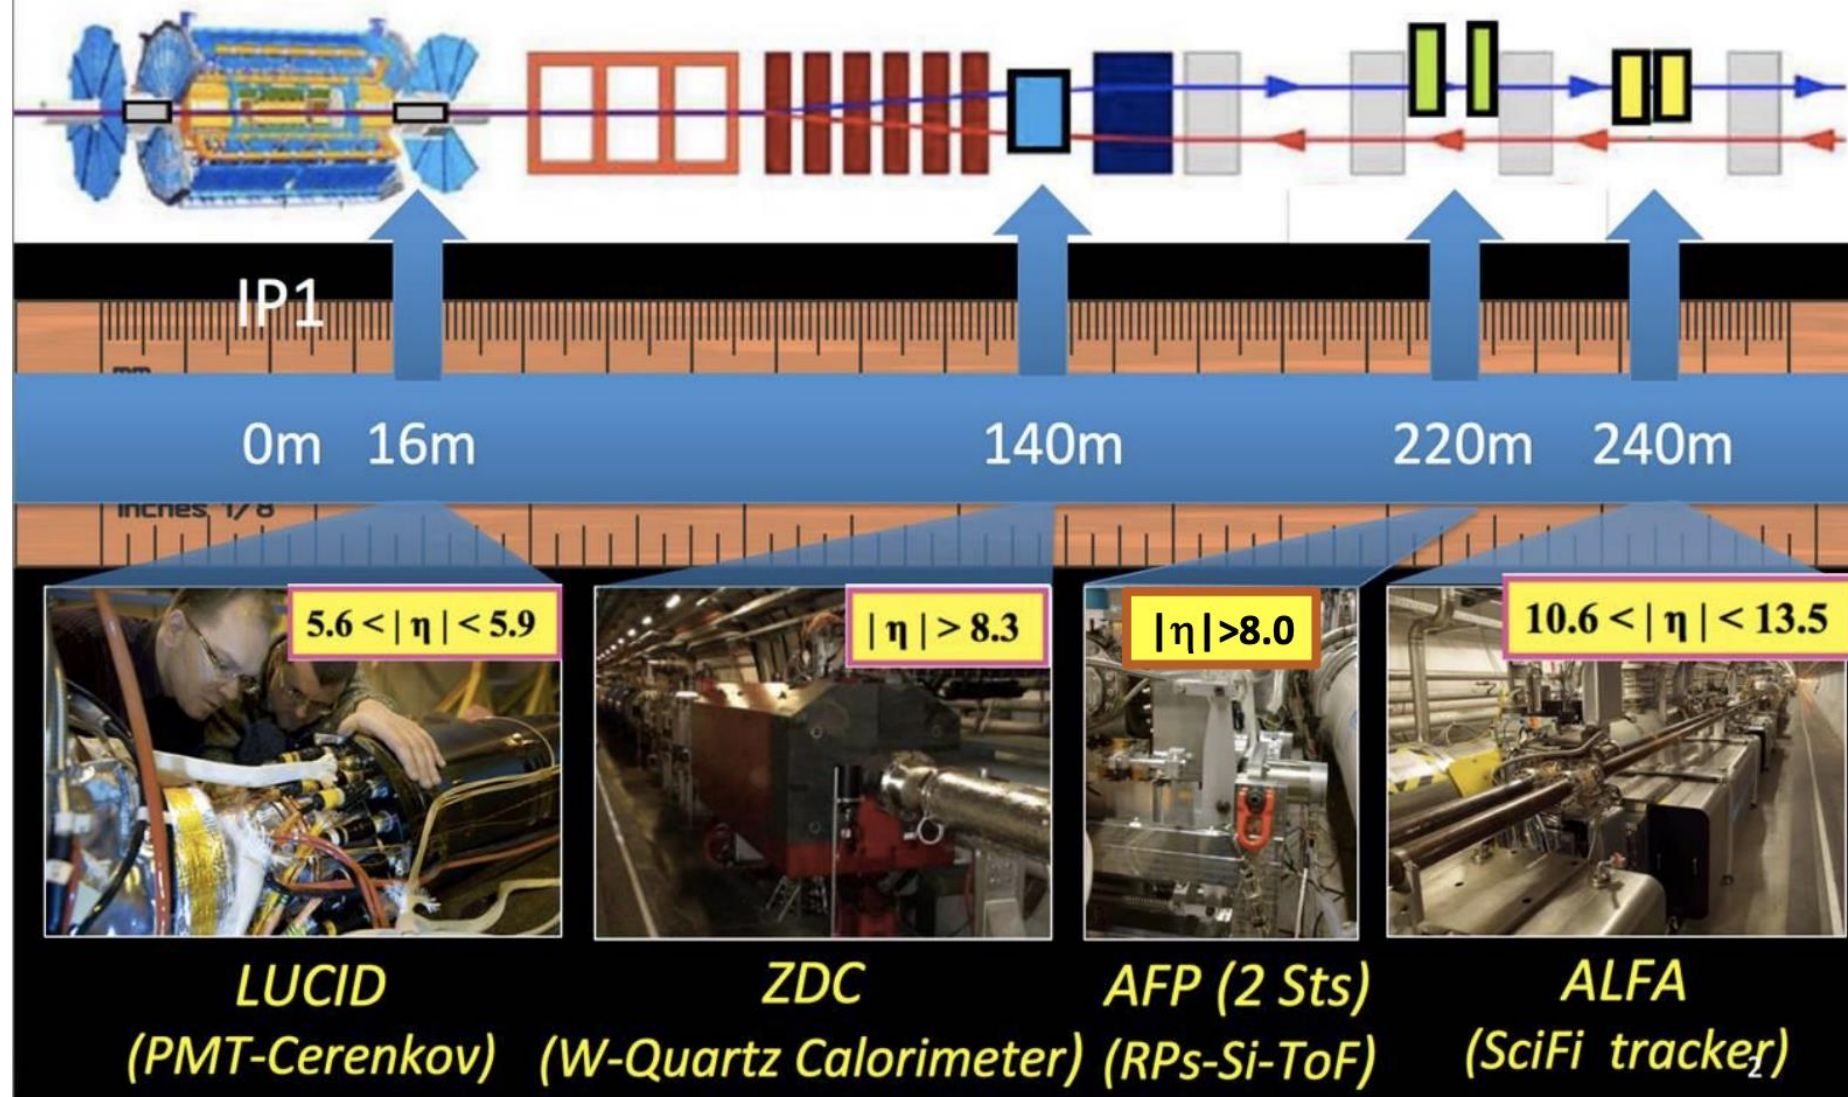 IP1
mm
0m 16m 140m 220m 240m
Inches 1/8
5.6 < | η | < 5.9
| η | > 8.3
|η|>8.0
10.6 < | η | < 13.5
LUCID
(PMT-Cerenkov)
ZDC
(W-Quartz Calorimeter)
AFP (2 Sts)
(RPs-Si-ToF)
ALFA
(SciFi tracker)
2